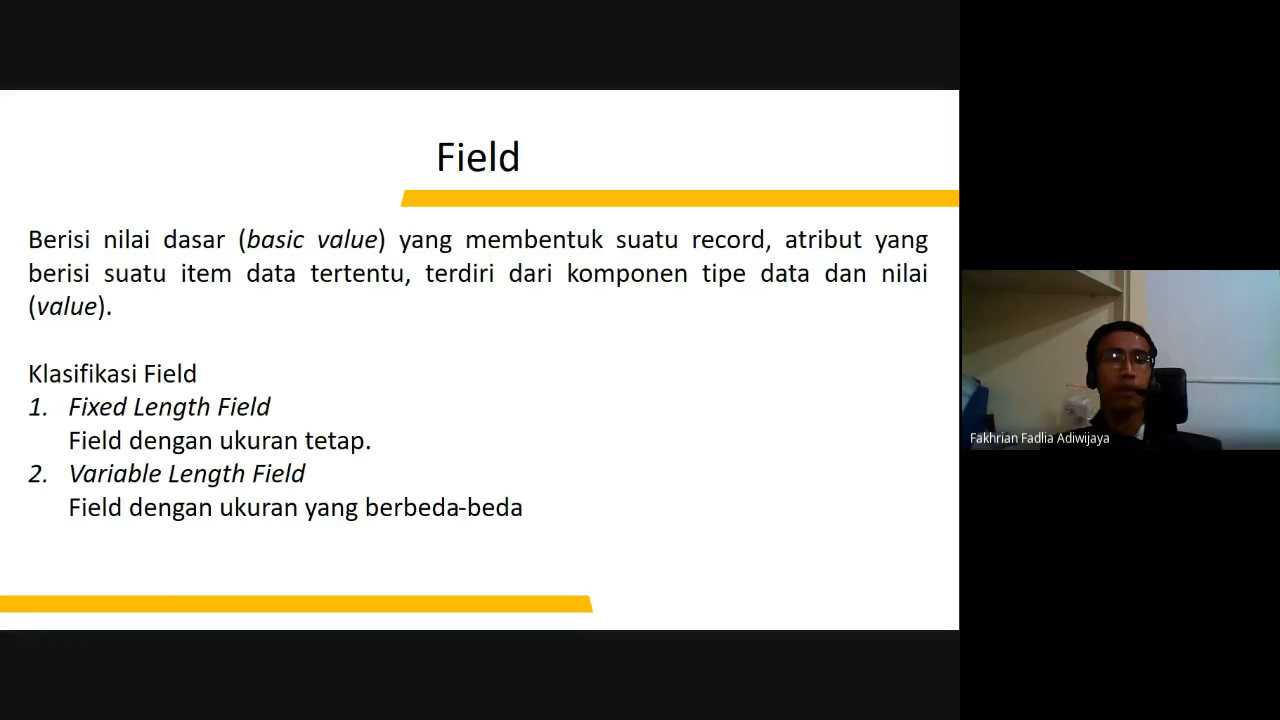 Field
Berisi nilai dasar (basic value) yang membentuk suatu record, atribut yang
berisi suatu item data tertentu, terdiri dari komponen tipe data dan nilai
(value).
Klasifikasi Field
1. Fixed Length Field
Field dengan ukuran tetap.
2. Variable Length Field
Field dengan ukuran yang berbeda-beda
Fakhrian Fadlia Adiwijaya